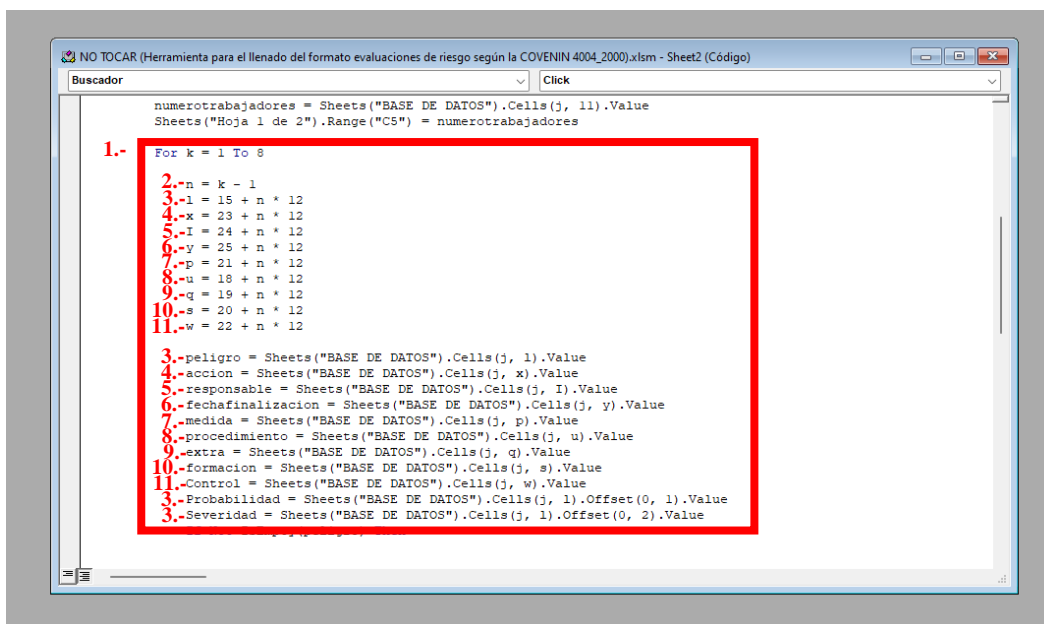 NO TOCAR (Herramienta para el llenado del formato evaluaciones de riesgo según la COVENIN 4004_2000).xlsm - Sheet2 (Código)
Buscador Click
numerotrabajadores = Sheets("BASE DE DATOS").Cells(j, 11).Value
Sheets("Hoja 1 de 2").Range("C5") = numerotrabajadores
1.- For k = 1 To 8
2.-n = k - 1
3.-l = 15 + n * 12
4.-x = 23 + n * 12
5.-I = 24 + n * 12
6.-y = 25 + n * 12
7.-p = 21 + n * 12
8.-u = 18 + n * 12
9.-q = 19 + n * 12
10.-s = 20 + n * 12
11.-w = 22 + n * 12
3.-peligro = Sheets("BASE DE DATOS").Cells(j, l).Value
4.-accion = Sheets("BASE DE DATOS").Cells(j, x).Value
5.-responsable = Sheets("BASE DE DATOS").Cells(j, I).Value
6.-fechafinalizacion = Sheets("BASE DE DATOS").Cells(j, y).Value
7.-medida = Sheets("BASE DE DATOS").Cells(j, p).Value
8.-procedimiento = Sheets("BASE DE DATOS").Cells(j, u).Value
9.-extra = Sheets("BASE DE DATOS").Cells(j, q).Value
10.-formacion = Sheets("BASE DE DATOS").Cells(j, s).Value
11.-Control = Sheets("BASE DE DATOS").Cells(j, w).Value
3.-Probabilidad = Sheets("BASE DE DATOS").Cells(j, l).Offset(0, 1).Value
3.-Severidad = Sheets("BASE DE DATOS").Cells(j, l).Offset(0, 2).Value